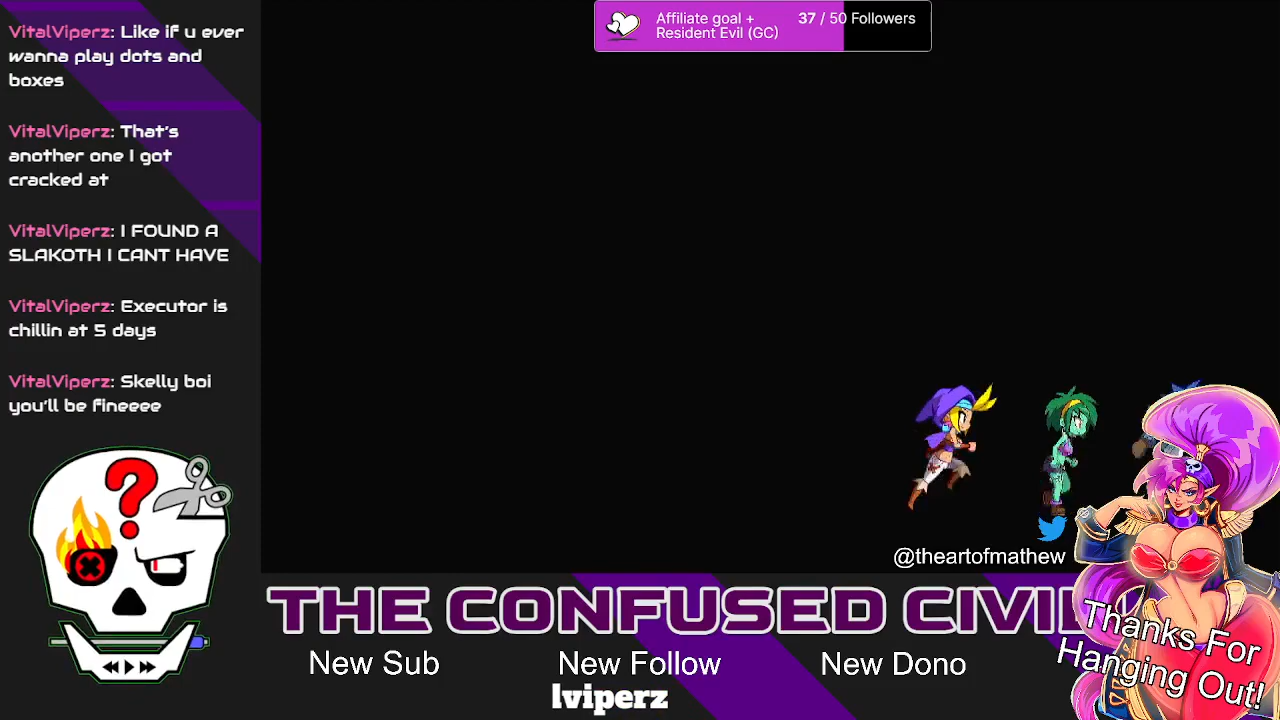 VitalViperz: Like if u ever
wanna play dots and
boxes
VitalViperz: That's
another one I got
cracked at
VitalViperz: I FOUND A
SLAKOTH I CANT HAVE
VitalViperz: Executor is
chillin at 5 days
VitalViperz: Skelly boi
you'll be fineeee
Affiliate goal + 37 / 50 Followers
Resident Evil (GC)
@theartofmathew
THE CONFUSED
New Sub New Follow New Dono
lviperz
Thanks For
Hanging Out!